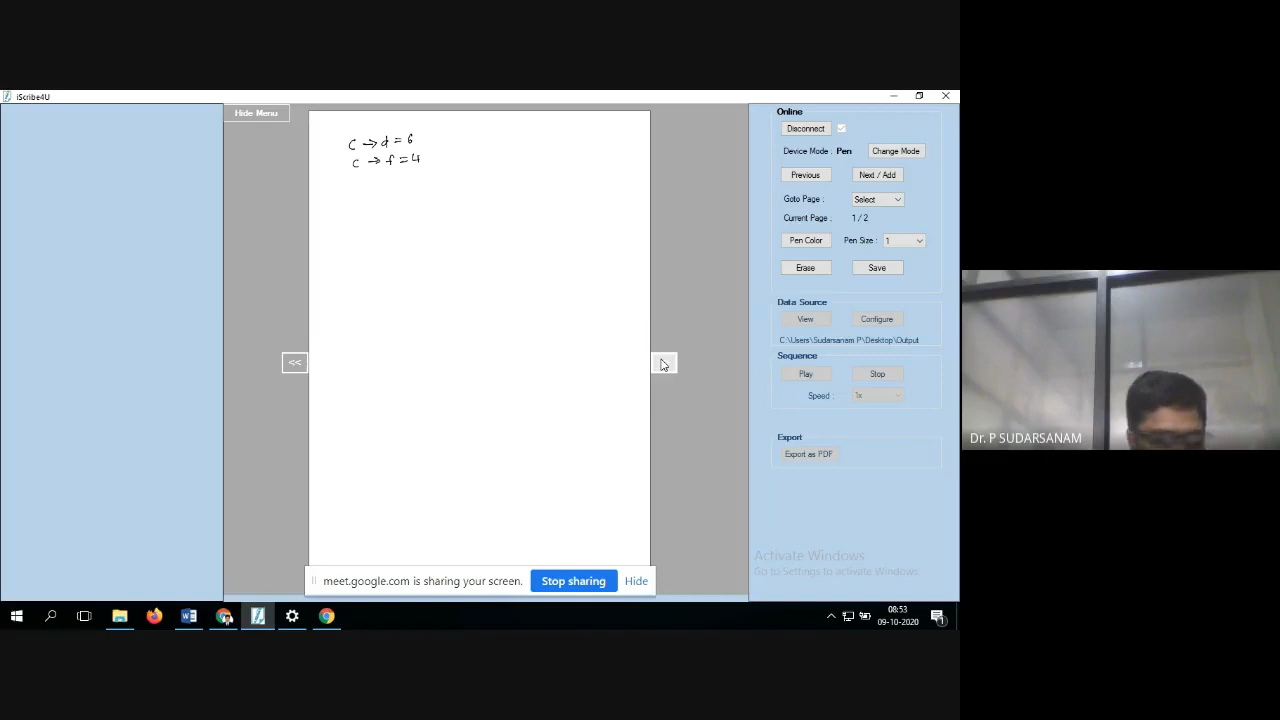 iScribe4U
Hide Menu
c → d = 6
c → f = 4
<<
Online
Disconnect
Device Mode : Pen
Change Mode
Previous
Next / Add
Goto Page :
Select
Current Page :
1 / 2
Pen Color
Pen Size :
1
Erase
Save
Data Source
View
Configure
C:\Users\Sudarsanam P\Desktop\Output
Sequence
Play
Stop
Speed :
1x
Export
Export as PDF
Activate Windows
Go to Settings to activate Windows.
meet.google.com is sharing your screen.
Stop sharing
Hide
08:53
09-10-2020
1
Dr. P SUDARSANAM